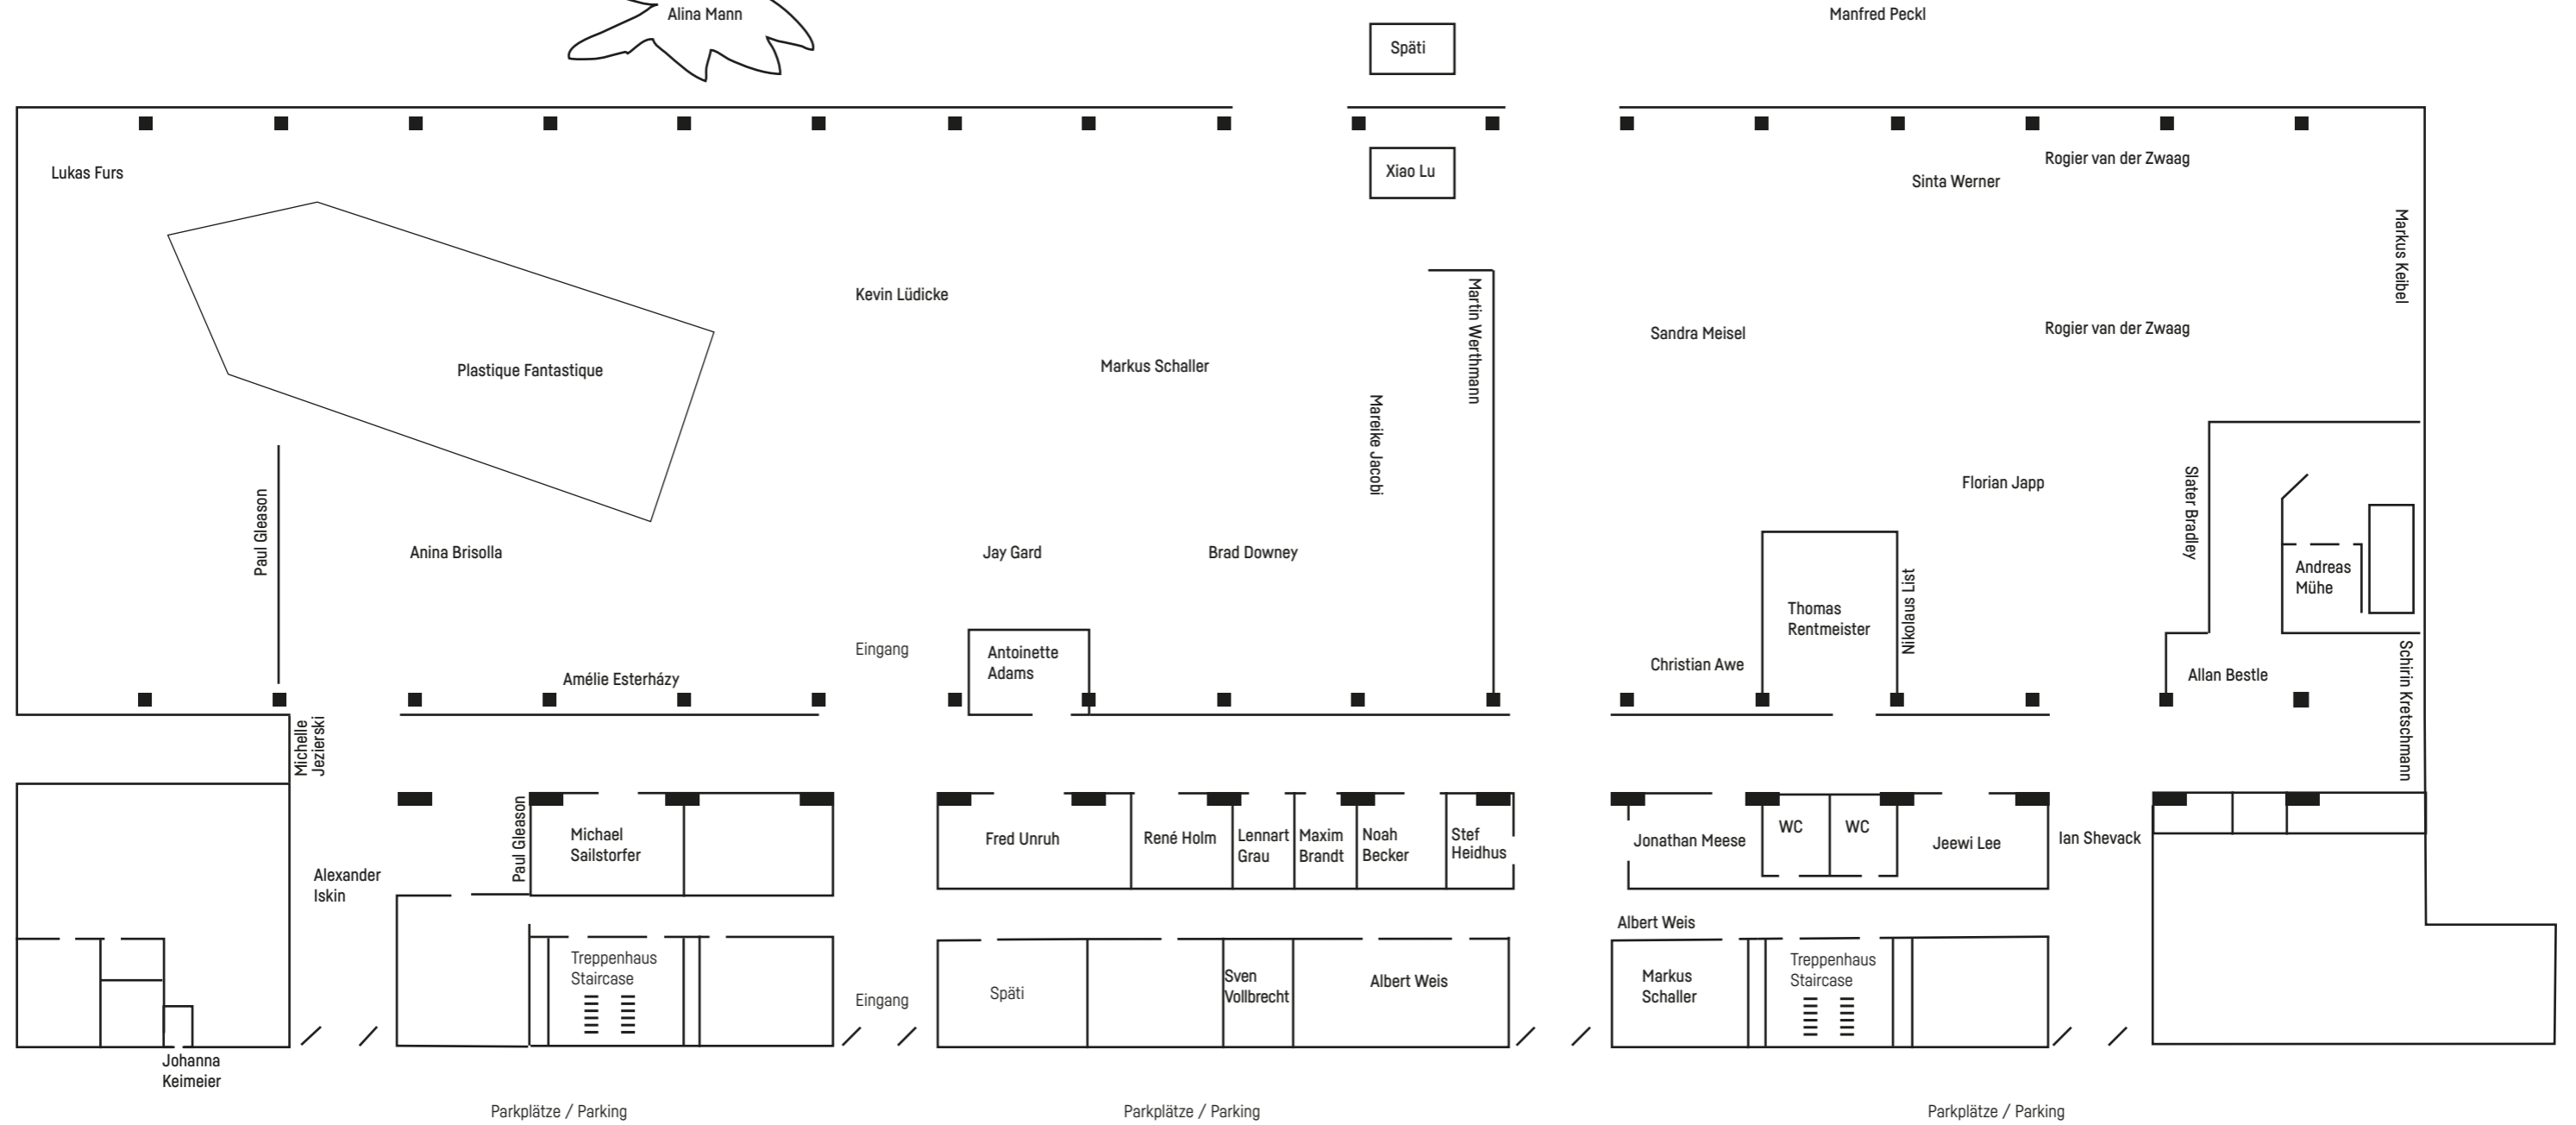 Alina Mann
Manfred Peckl
Späti
Xiao Lu
Lukas Furs
Rogier van der Zwaag
Sinta Werner
Markus Keibel
Kevin Lüdicke
Martin Werthmann
Sandra Meisel
Rogier van der Zwaag
Plastique Fantastique
Markus Schaller
Mareike Jacobi
Florian Japp
Slater Bradley
Paul Gleason
Anina Brisolla
Jay Gard
Brad Downey
Andreas
Mühe
Thomas
Rentmeister
Nikolaus List
Eingang
Antoinette
Adams
Christian Awe
Amélie Esterházy
Allan Bestle
Schirin Kretschmann
Michelle
Jezierski
Paul Gleason
Michael
Sailstorfer
Fred Unruh
René Holm
Lennart
Grau
Maxim
Brandt
Noah
Becker
Stef
Heidhus
Jonathan Meese
WC
WC
Jeewi Lee
Ian Shevack
Alexander
Iskin
Albert Weis
Treppenhaus
Staircase
Eingang
Späti
Sven
Vollbrecht
Albert Weis
Markus
Schaller
Treppenhaus
Staircase
Johanna
Keimeier
Parkplätze / Parking
Parkplätze / Parking
Parkplätze / Parking